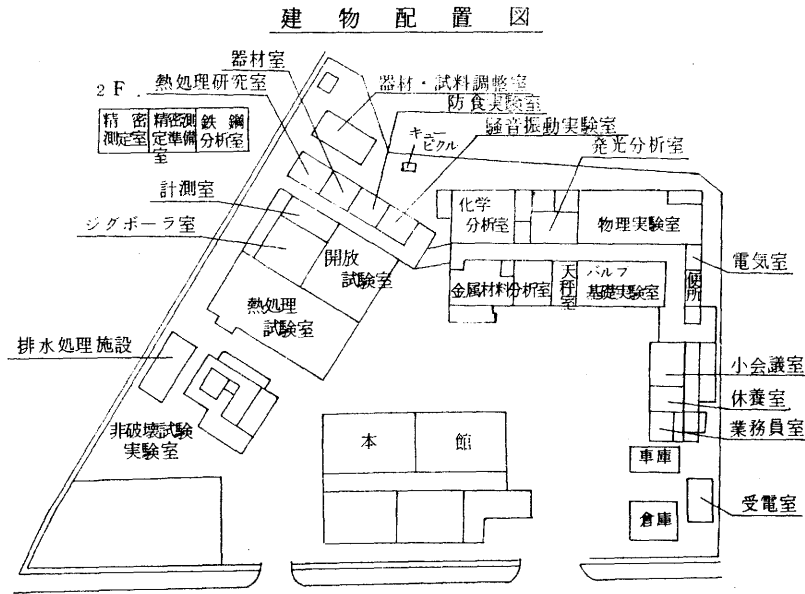 建物配置図
器材室
2F
熱処理研究室
器材・試料調整室
防食実験室
騒音振動実験室
発光分析室
キュー
ビクル
精密
測定室
精密測
定準備
室
鉄鋼
分析室
計測室
ジグボーラ室
開放
試験室
熱処理
試験室
化学
分析室
物理実験室
電気室
便所
金属材料分析室
天秤室
バルブ
基礎実験室
排水処理施設
非破壊試験
実験室
小会議室
休養室
業務員室
本館
車庫
倉庫
受電室